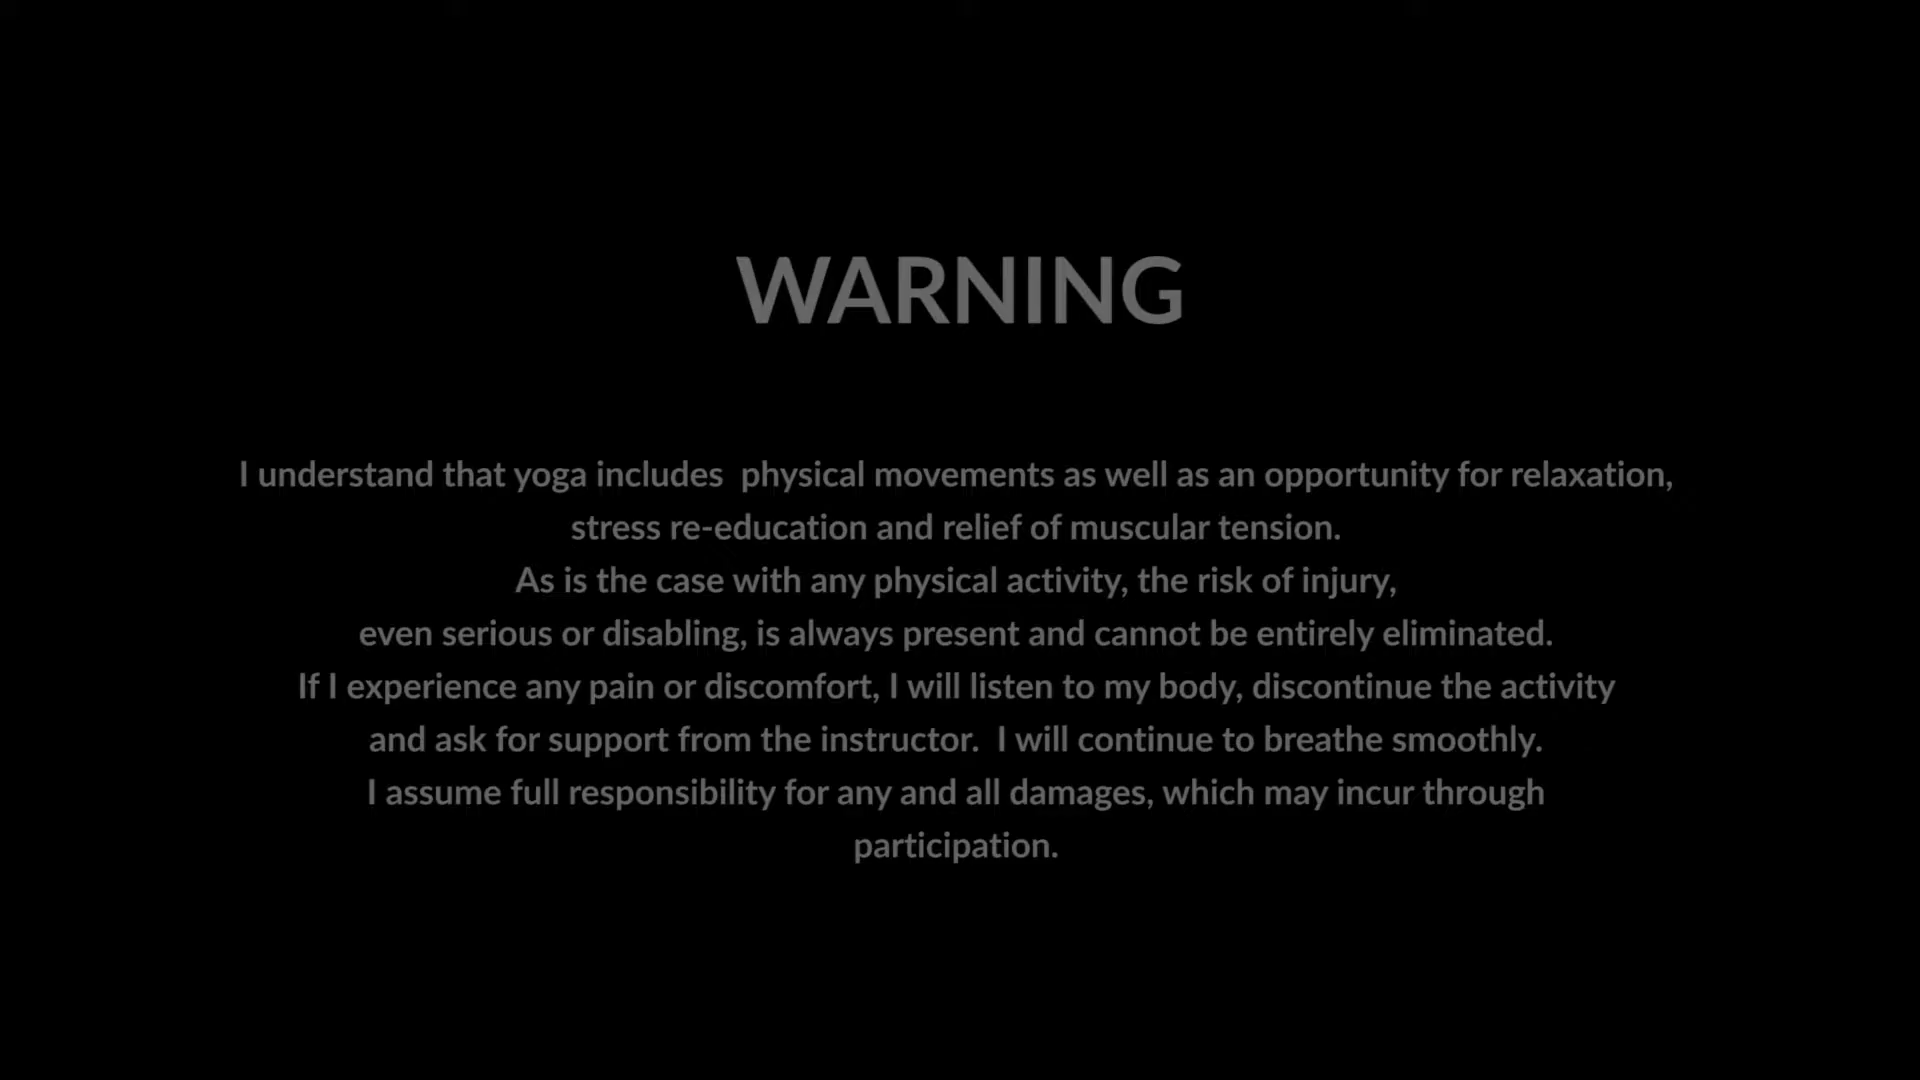 WARNING
I understand that yoga includes  physical movements as well as an opportunity for relaxation,
stress re-education and relief of muscular tension.
As is the case with any physical activity, the risk of injury,
even serious or disabling, is always present and cannot be entirely eliminated.
If I experience any pain or discomfort, I will listen to my body, discontinue the activity
and ask for support from the instructor.  I will continue to breathe smoothly.
I assume full responsibility for any and all damages, which may incur through
participation.